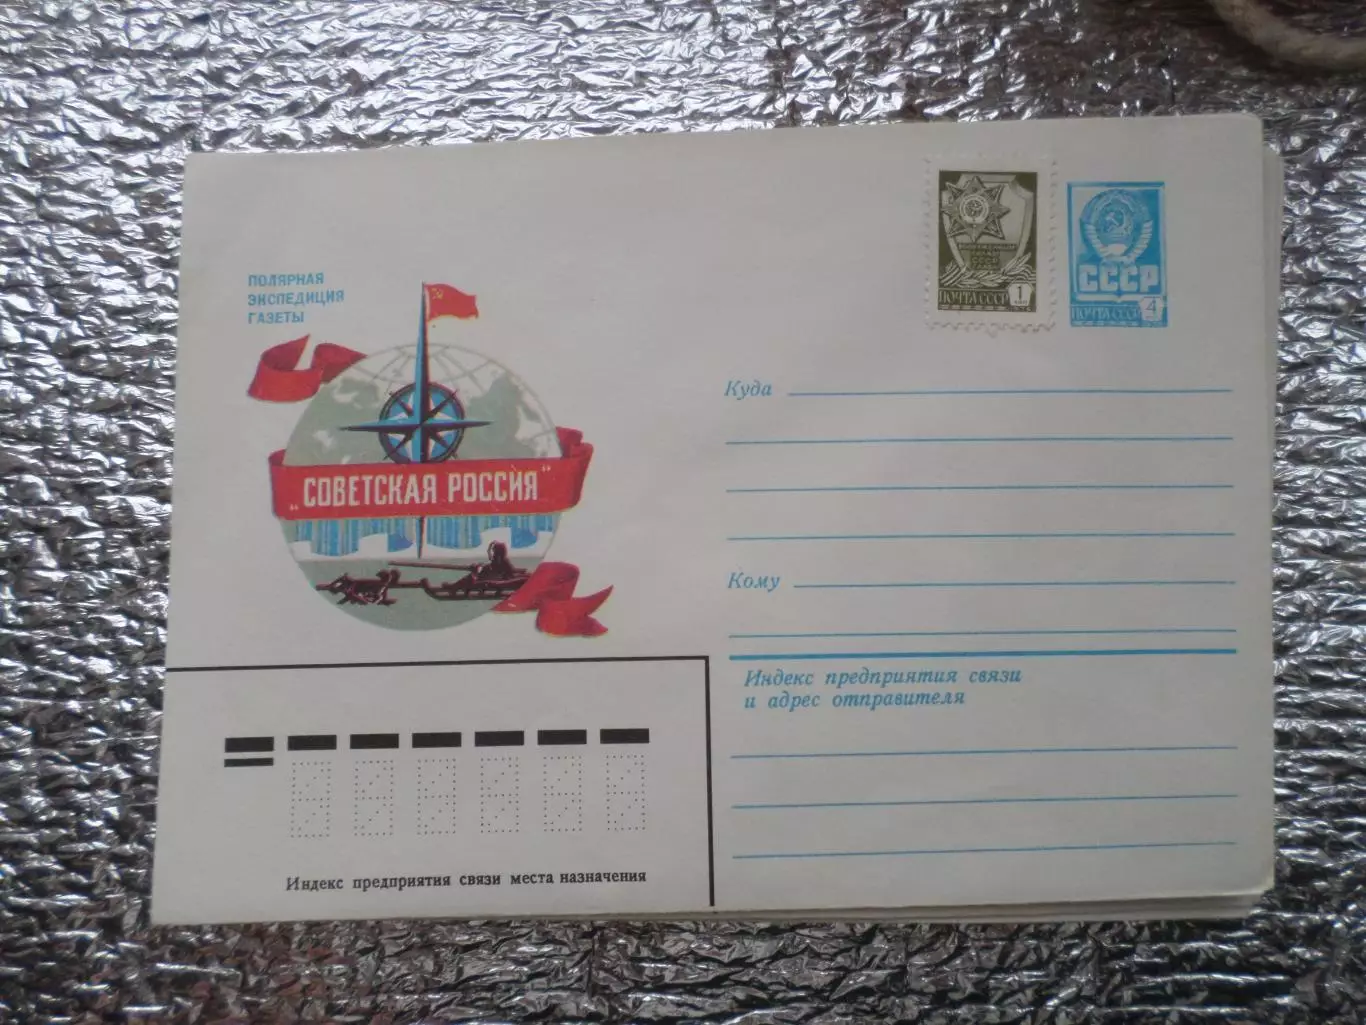 ПОЛЯРНАЯ
ЭКСПЕДИЦИЯ
ГАЗЕТЫ
„СОВЕТСКАЯ РОССИЯ"
ПОЧТА СССР 1
СССР
ПОЧТА СССР 4
Куда
Кому
Индекс предприятия связи
и адрес отправителя
Индекс предприятия связи места назначения